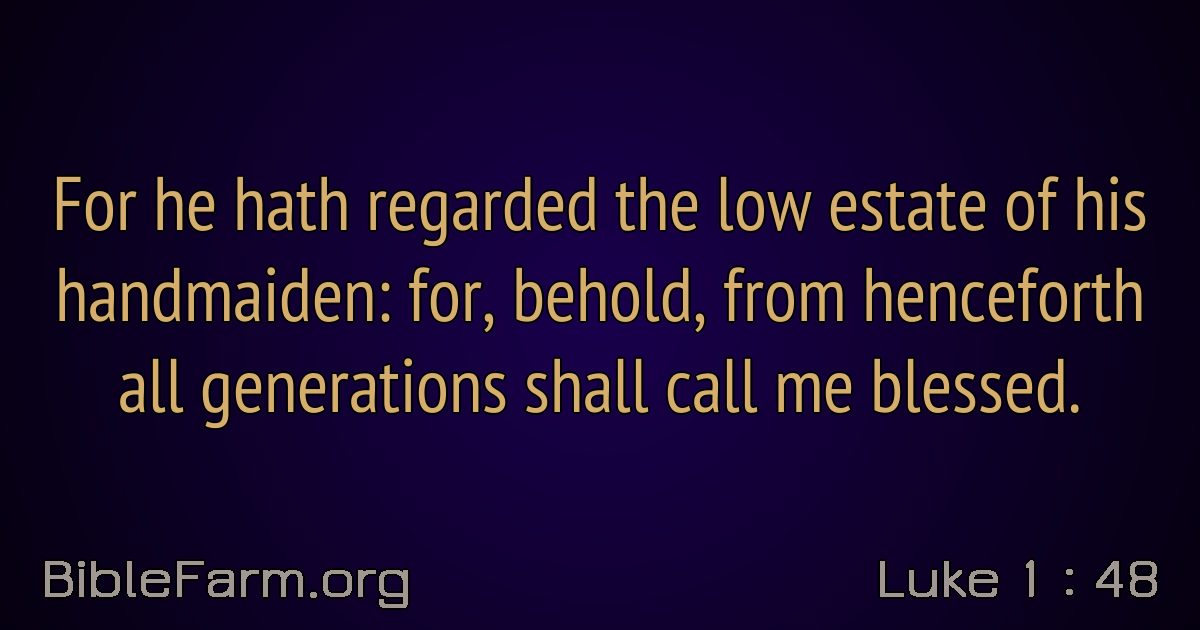 For he hath regarded the low estate of his
handmaiden: for, behold, from henceforth
all generations shall call me blessed.
BibleFarm.org
Luke 1 : 48